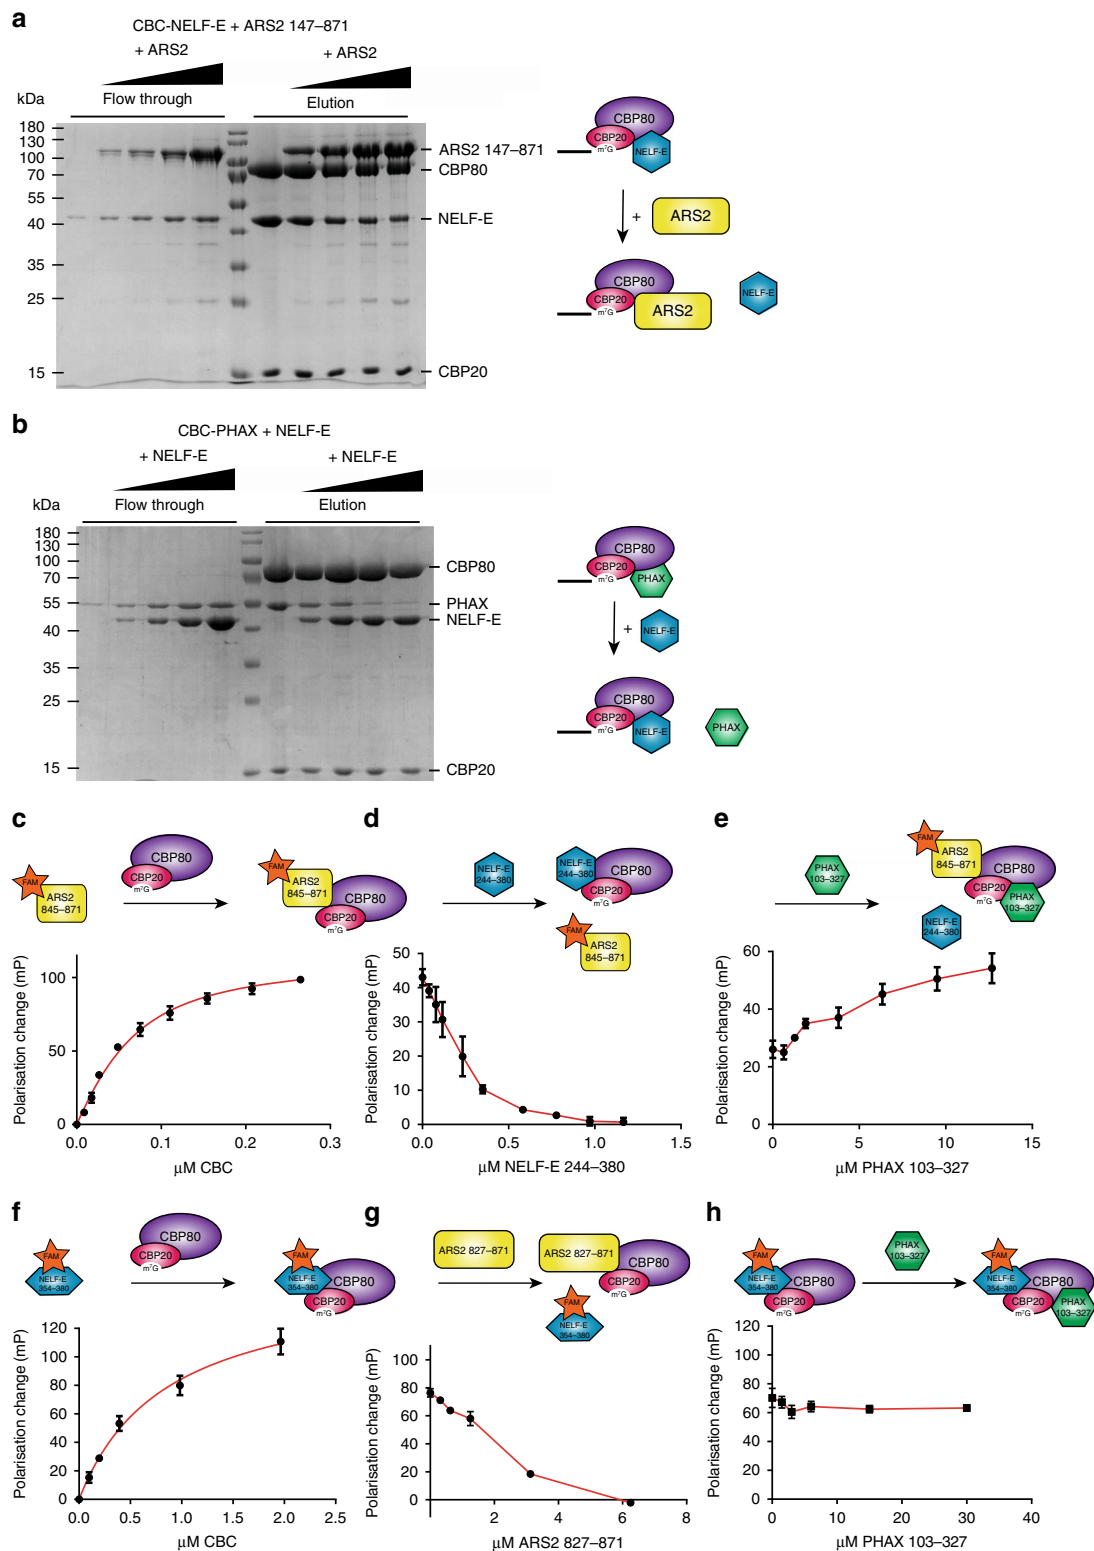 a
CBC-NELF-E + ARS2 147–871
+ ARS2
+ ARS2
kDa
Flow through
Elution
180
130
100
70
55
40
35
25
15
ARS2 147–871
CBP80
NELF-E
CBP20
CBP80
CBP20
m7G
NELF-E
+
ARS2
CBP80
CBP20
m7G
ARS2
NELF-E
b
CBC-PHAX + NELF-E
+ NELF-E
+ NELF-E
kDa
Flow through
Elution
180
130
100
70
55
40
35
25
15
CBP80
PHAX
NELF-E
CBP20
CBP80
CBP20
m7G
PHAX
+
NELF-E
CBP80
CBP20
m7G
NELF-E
PHAX
c
FAM
ARS2
845–871
CBP80
CBP20
m7G
FAM
ARS2
845–871
CBP80
CBP20
m7G
Polarisation change (mP)
100
50
0
0.0
0.1
0.2
0.3
μM CBC
d
NELF-E
244–380
NELF-E
244–380
CBP80
CBP20
m7G
FAM
ARS2
845–871
Polarisation change (mP)
50
40
30
20
10
0
0.0
0.5
1.0
1.5
μM NELF-E 244–380
e
PHAX
103–327
FAM
ARS2
845–871
CBP80
CBP20
m7G
PHAX
103–327
NELF-E
244–380
Polarisation change (mP)
60
40
20
0
0
5
10
15
μM PHAX 103–327
f
FAM
NELF-E
354–380
CBP80
CBP20
m7G
FAM
NELF-E
354–380
CBP80
CBP20
m7G
Polarisation change (mP)
120
100
80
60
40
20
0
0.0
0.5
1.0
1.5
2.0
2.5
μM CBC
g
ARS2 827–871
ARS2 827–871
CBP80
CBP20
m7G
FAM
NELF-E
354–380
Polarisation change (mP)
100
80
60
40
20
0
2
4
6
8
μM ARS2 827–871
h
FAM
NELF-E
354–380
CBP80
CBP20
m7G
PHAX
103–327
FAM
NELF-E
354–380
CBP80
CBP20
m7G
PHAX
103–327
Polarisation change (mP)
120
100
80
60
40
20
0
0
10
20
30
40
μM PHAX 103–327